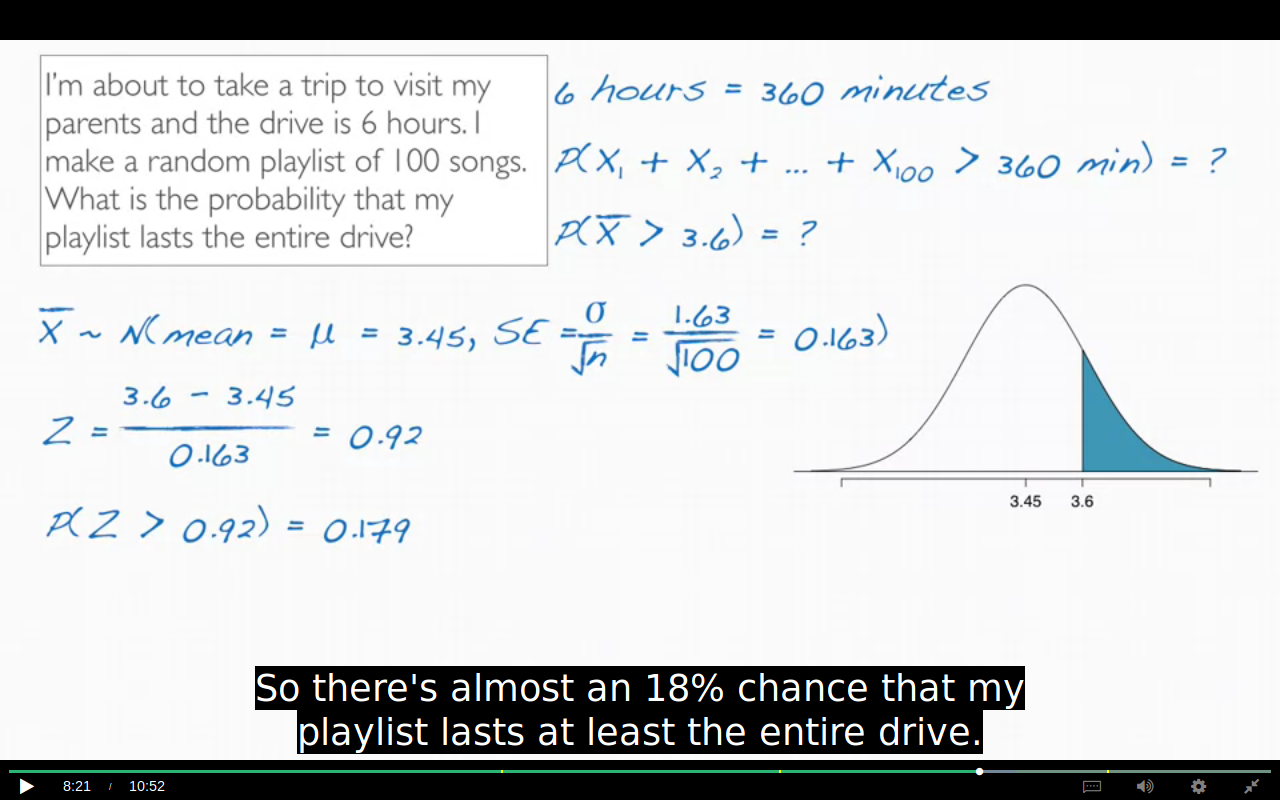 I'm about to take a trip to visit my
parents and the drive is 6 hours. I
make a random playlist of 100 songs.
What is the probability that my
playlist lasts the entire drive?
6 hours = 360 minutes
P(X₁ + X₂ + ... + X₁₀₀ > 360 min) = ?
P(X̅ > 3.6) = ?
X̅ ~ N(mean = μ = 3.45, SE = σ/√n = 1.63/√100 = 0.163)
Z = (3.6 - 3.45)/0.163 = 0.92
P(Z > 0.92) = 0.179
3.45 3.6
So there's almost an 18% chance that my
playlist lasts at least the entire drive.
8:21 / 10:52